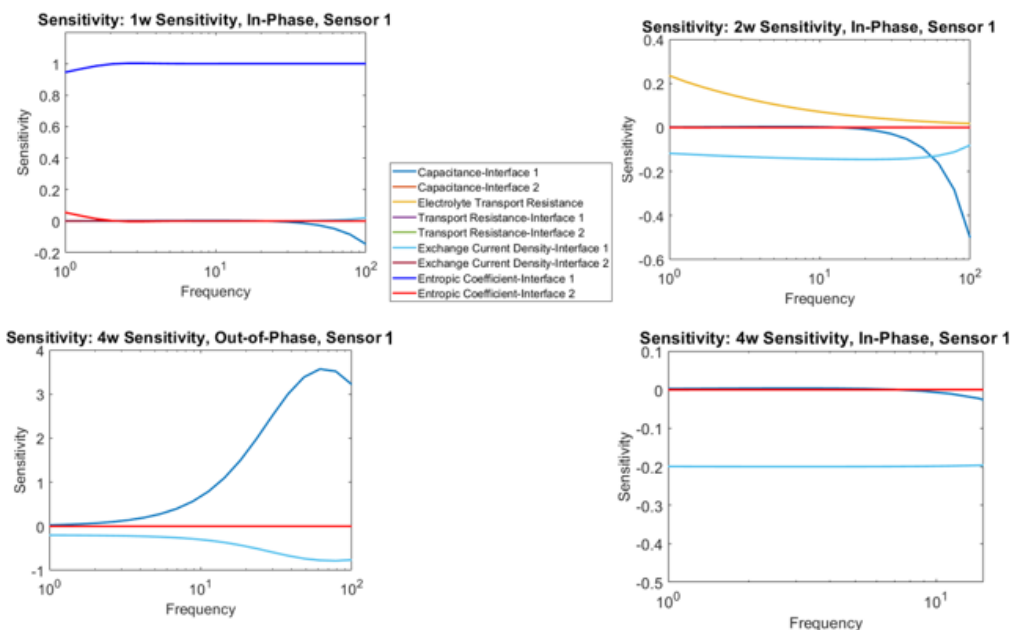 Sensitivity: 1w Sensitivity, In-Phase, Sensor 1
1
0.8
0.6
0.4
0.2
0
-0.2
Sensitivity
10^0
10^1
10^2
Frequency
Sensitivity: 2w Sensitivity, In-Phase, Sensor 1
0.4
0.2
0
-0.2
-0.4
-0.6
Sensitivity
10^0
10^1
10^2
Frequency
Capacitance-Interface 1
Capacitance-Interface 2
Electrolyte Transport Resistance
Transport Resistance-Interface 1
Transport Resistance-Interface 2
Exchange Current Density-Interface 1
Exchange Current Density-Interface 2
Entropic Coefficient-Interface 1
Entropic Coefficient-Interface 2
Sensitivity: 4w Sensitivity, Out-of-Phase, Sensor 1
4
3
2
1
0
-1
Sensitivity
10^0
10^1
10^2
Frequency
Sensitivity: 4w Sensitivity, In-Phase, Sensor 1
0.1
0
-0.1
-0.2
-0.3
-0.4
-0.5
Sensitivity
10^0
10^1
Frequency